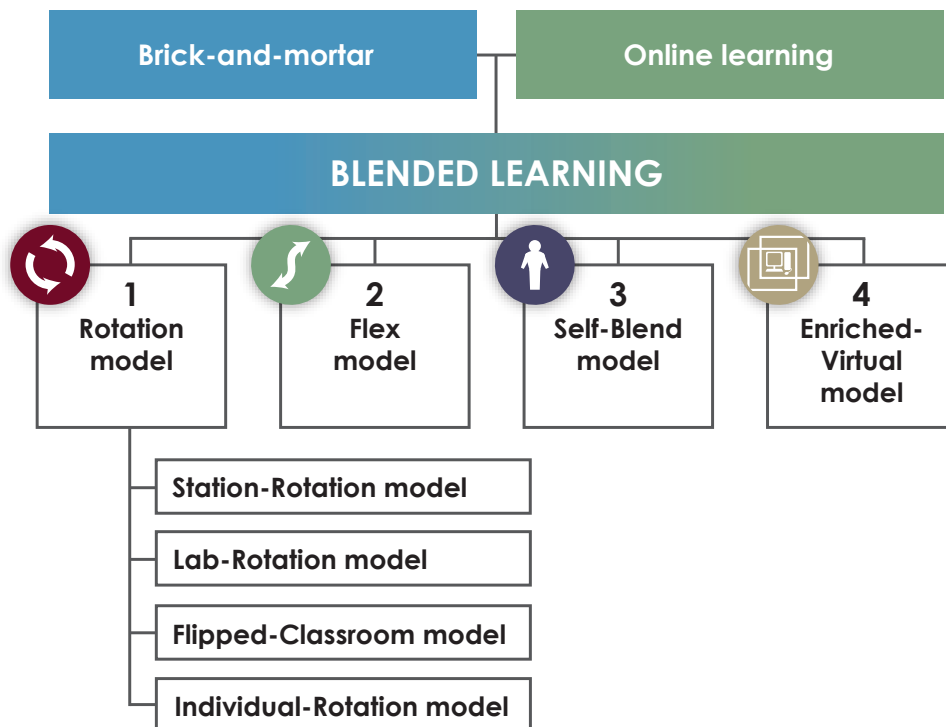 Brick-and-mortar
Online learning
BLENDED LEARNING
1
Rotation
model
2
Flex
model
3
Self-Blend
model
4
Enriched-
Virtual
model
Station-Rotation model
Lab-Rotation model
Flipped-Classroom model
Individual-Rotation model